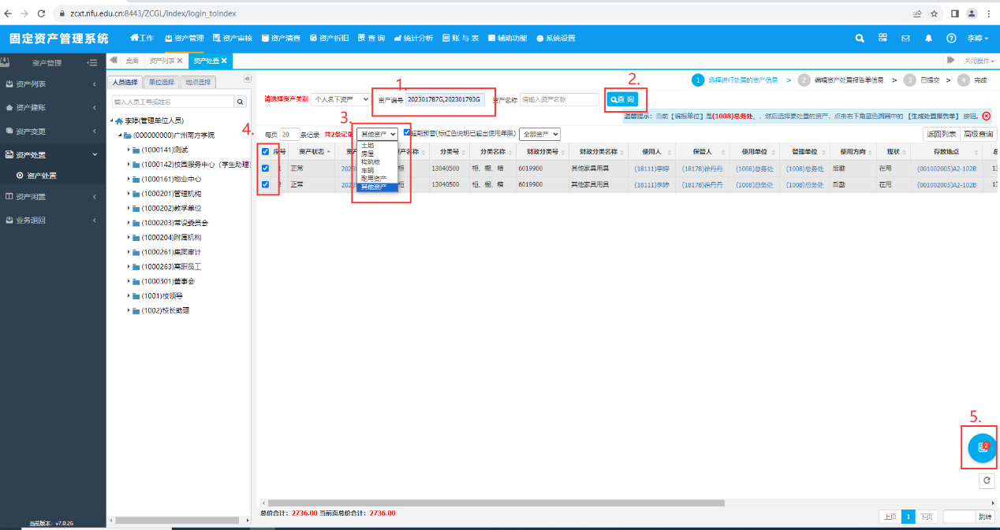 zcxt.nfu.edu.cn:8443/ZCGL/Index/login_toIndex
固定资产管理系统 我工作 资产管理 资产审核 资产清查 资产折旧 查 询 统计分析 账 与 表 辅助功能 系统设置 李婷
资产管理 桌面 资产列表 资产处置 关闭操作
资产列表
资产建账
资产变更
资产处置
资产处置
资产闲置
业务退回
当前版本：v7.0.26
人员选择 单位选择 地点选择
输入人员工号或姓名
李婷(管理单位人员)
(000000000)广州南方学院
(1000141)测试
(1000142)校园服务中心（学生助理）
(1000161)物业中心
(1000201)管理机构
(1000202)教学单位
(1000203)常设委员会
(1000204)附属机构
(1000261)集团审计
(1000263)离职员工
(1000301)董事会
(1001)校领导
(1002)校长助理
1 选择进行处置的资产信息 > 2 编辑资产处置报告单信息 > 3 已提交 > 4 完成
1.
2.
请选择资产类别 个人名下资产 资产编号 202301787G,202301793G 资产名称 请输入资产名称 查 询
温馨提示：当前【编报单位】是(1008)总务处，. 然后选择要处置的资产，点击右下角蓝色圆圈中的 【生成处置报告单】 按钮。
3.
4.
每页 20 条记录 共2条记录 其他资产 超期预警(标红色说明已超出使用年限) 全部资产 返回列表 高级查询
土地
房屋
构筑物
车辆
耐用资产
其他资产
序号 资产状态 资产名称 分类号 分类名称 财政分类号 财政分类名称 使用人 保管人 使用单位 管理单位 使用方向 现状 存放地点
1 正常 柜 13040500 柜、橱、箱 6019900 其他家具用具 (18111)李婷 (18178)徐丹丹 (1008)总务处 (1008)总务处 后勤 在用 (001002005)A2-102B
2 正常 柜 13040500 柜、橱、箱 6019900 其他家具用具 (18111)李婷 (18178)徐丹丹 (1008)总务处 (1008)总务处 后勤 在用 (001002005)A2-102B
5.
2
总价合计：2736.00 当前页总价合计：2736.00
上页 1 下页 跳转